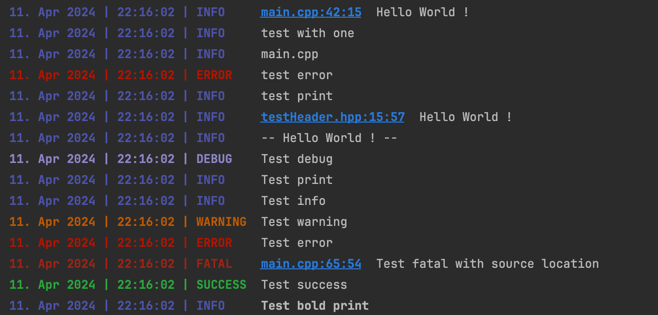 11. Apr 2024 | 22:16:02 | INFO main.cpp:42:15 Hello World !
11. Apr 2024 | 22:16:02 | INFO test with one
11. Apr 2024 | 22:16:02 | INFO main.cpp
11. Apr 2024 | 22:16:02 | ERROR test error
11. Apr 2024 | 22:16:02 | INFO test print
11. Apr 2024 | 22:16:02 | INFO testHeader.hpp:15:57 Hello World !
11. Apr 2024 | 22:16:02 | INFO -- Hello World ! --
11. Apr 2024 | 22:16:02 | DEBUG Test debug
11. Apr 2024 | 22:16:02 | INFO Test print
11. Apr 2024 | 22:16:02 | INFO Test info
11. Apr 2024 | 22:16:02 | WARNING Test warning
11. Apr 2024 | 22:16:02 | ERROR Test error
11. Apr 2024 | 22:16:02 | FATAL main.cpp:65:54 Test fatal with source location
11. Apr 2024 | 22:16:02 | SUCCESS Test success
11. Apr 2024 | 22:16:02 | INFO Test bold print